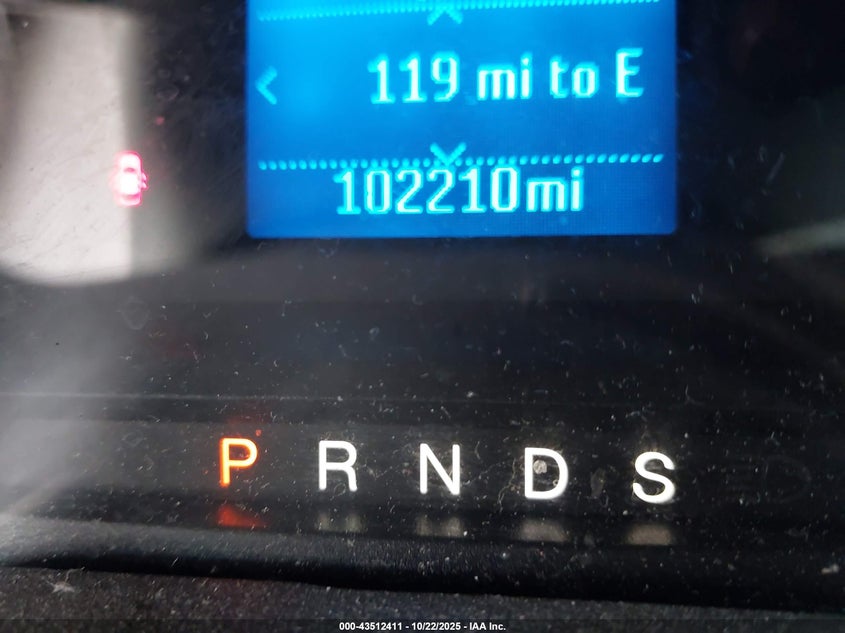 119 mi to E
102210mi
P R N D S
000-43512411 - 10/22/2025 - IAA Inc.